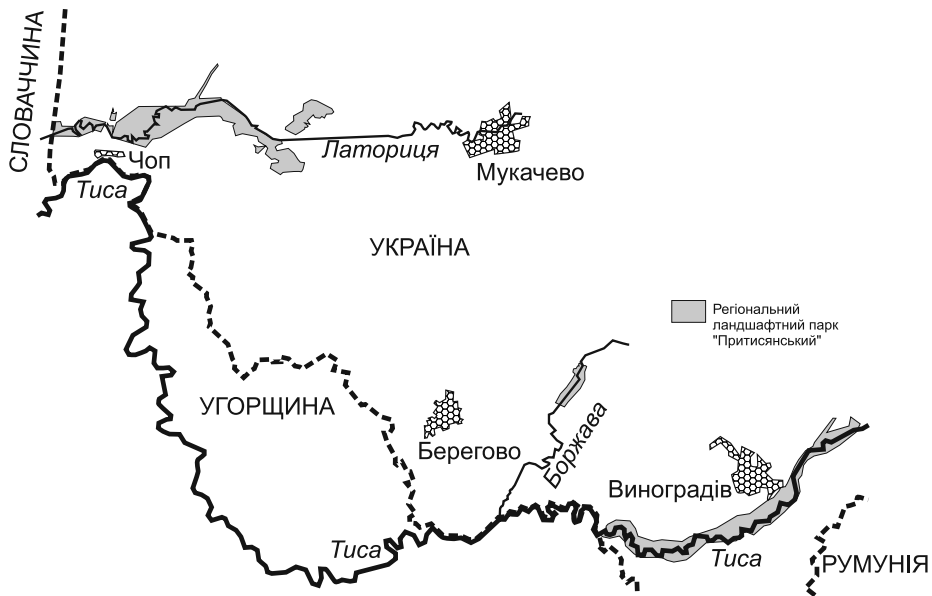 СЛОВАЧЧИНА
Чоп
Тиса
Латориця
Мукачево
УКРАЇНА
Регіональний
ландшафтний парк
"Притисянський"
УГОРЩИНА
Берегово
Боржава
Виноградів
Тиса
Тиса
РУМУНІЯ